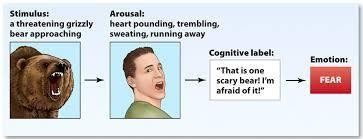 Stimulus:
a threatening grizzly
bear approaching
Arousal:
heart pounding, trembling,
sweating, running away
Cognitive label:
"That is one
scary bear! I'm
afraid of it!"
Emotion:
FEAR